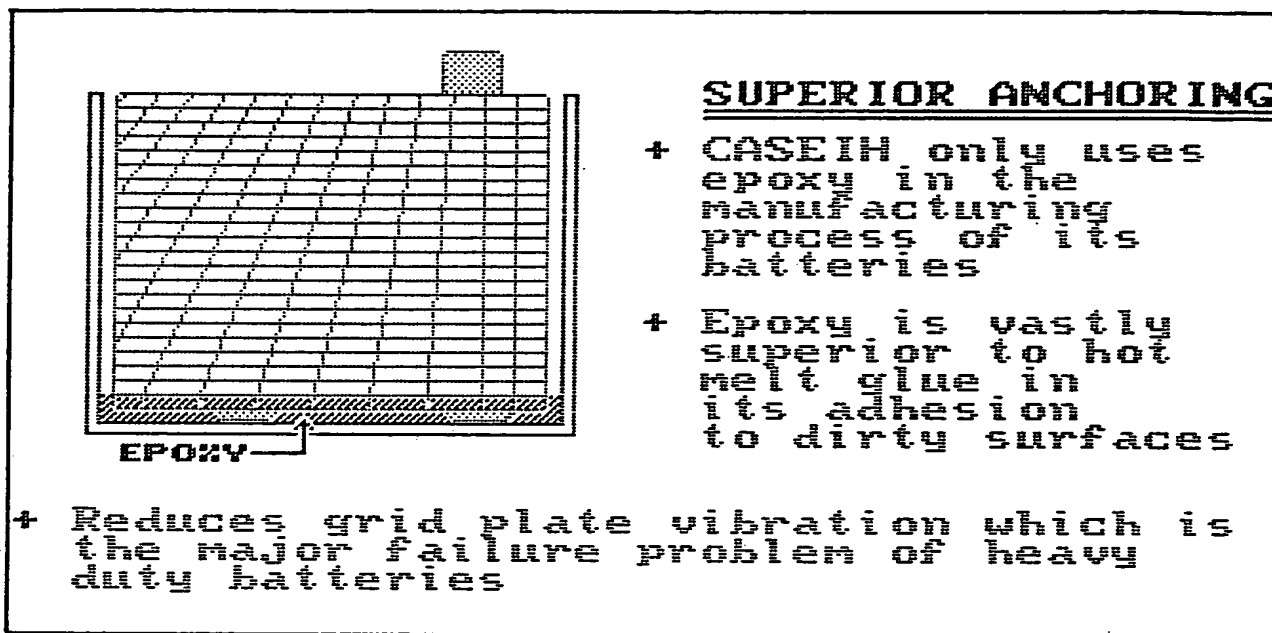 SUPERIOR ANCHORING
+ CASEIH only uses
epoxy in the
manufacturing
process of its
batteries
+ Epoxy is vastly
superior to hot
melt glue in
its adhesion
to dirty surfaces
EPOXY
+ Reduces grid plate vibration which is
the major failure problem of heavy
duty batteries